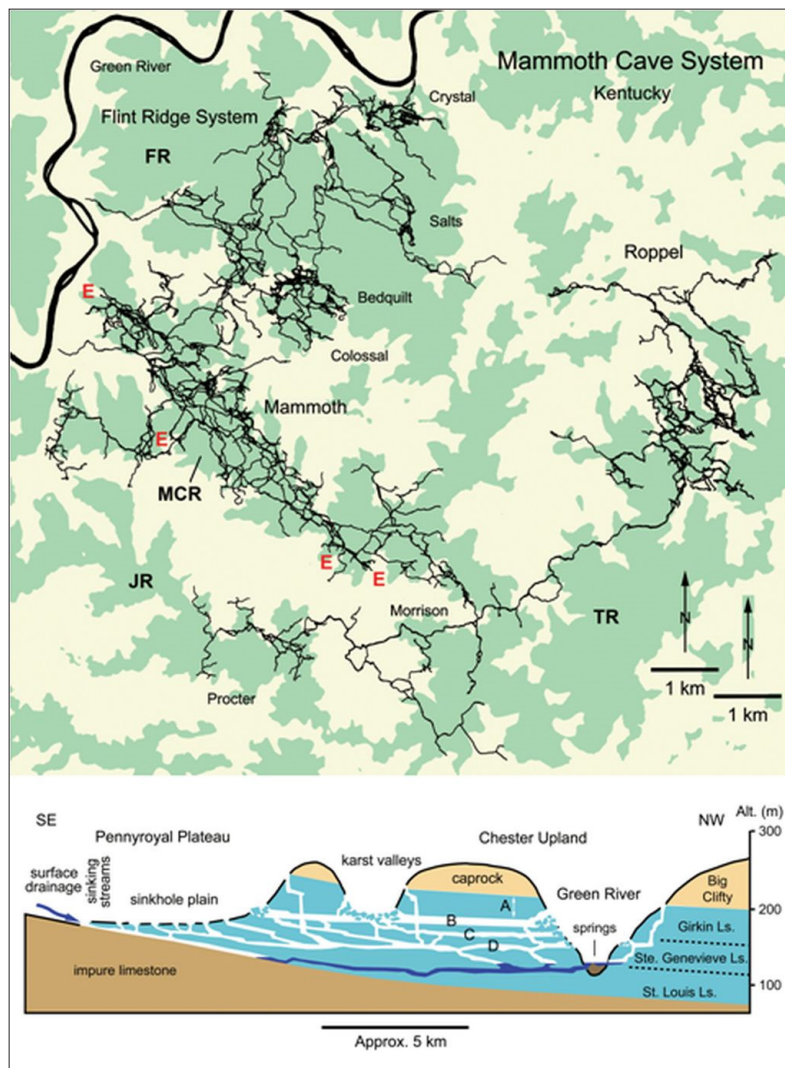 Mammoth Cave System
Kentucky
Green River
Flint Ridge System
FR
Crystal
Salts
Roppel
E
Bedquilt
Colossal
Mammoth
E
MCR
E
E
JR
Morrison
TR
N
N
Procter
1 km
1 km
SE
Pennyroyal Plateau
Chester Upland
NW
Alt. (m)
300
surface
drainage
sinking
streams
sinkhole plain
karst valleys
caprock
Green River
Big
Clifty
A
200
B
springs
Girkin Ls.
C
D
Ste. Genevieve Ls.
impure limestone
100
St. Louis Ls.
Approx. 5 km